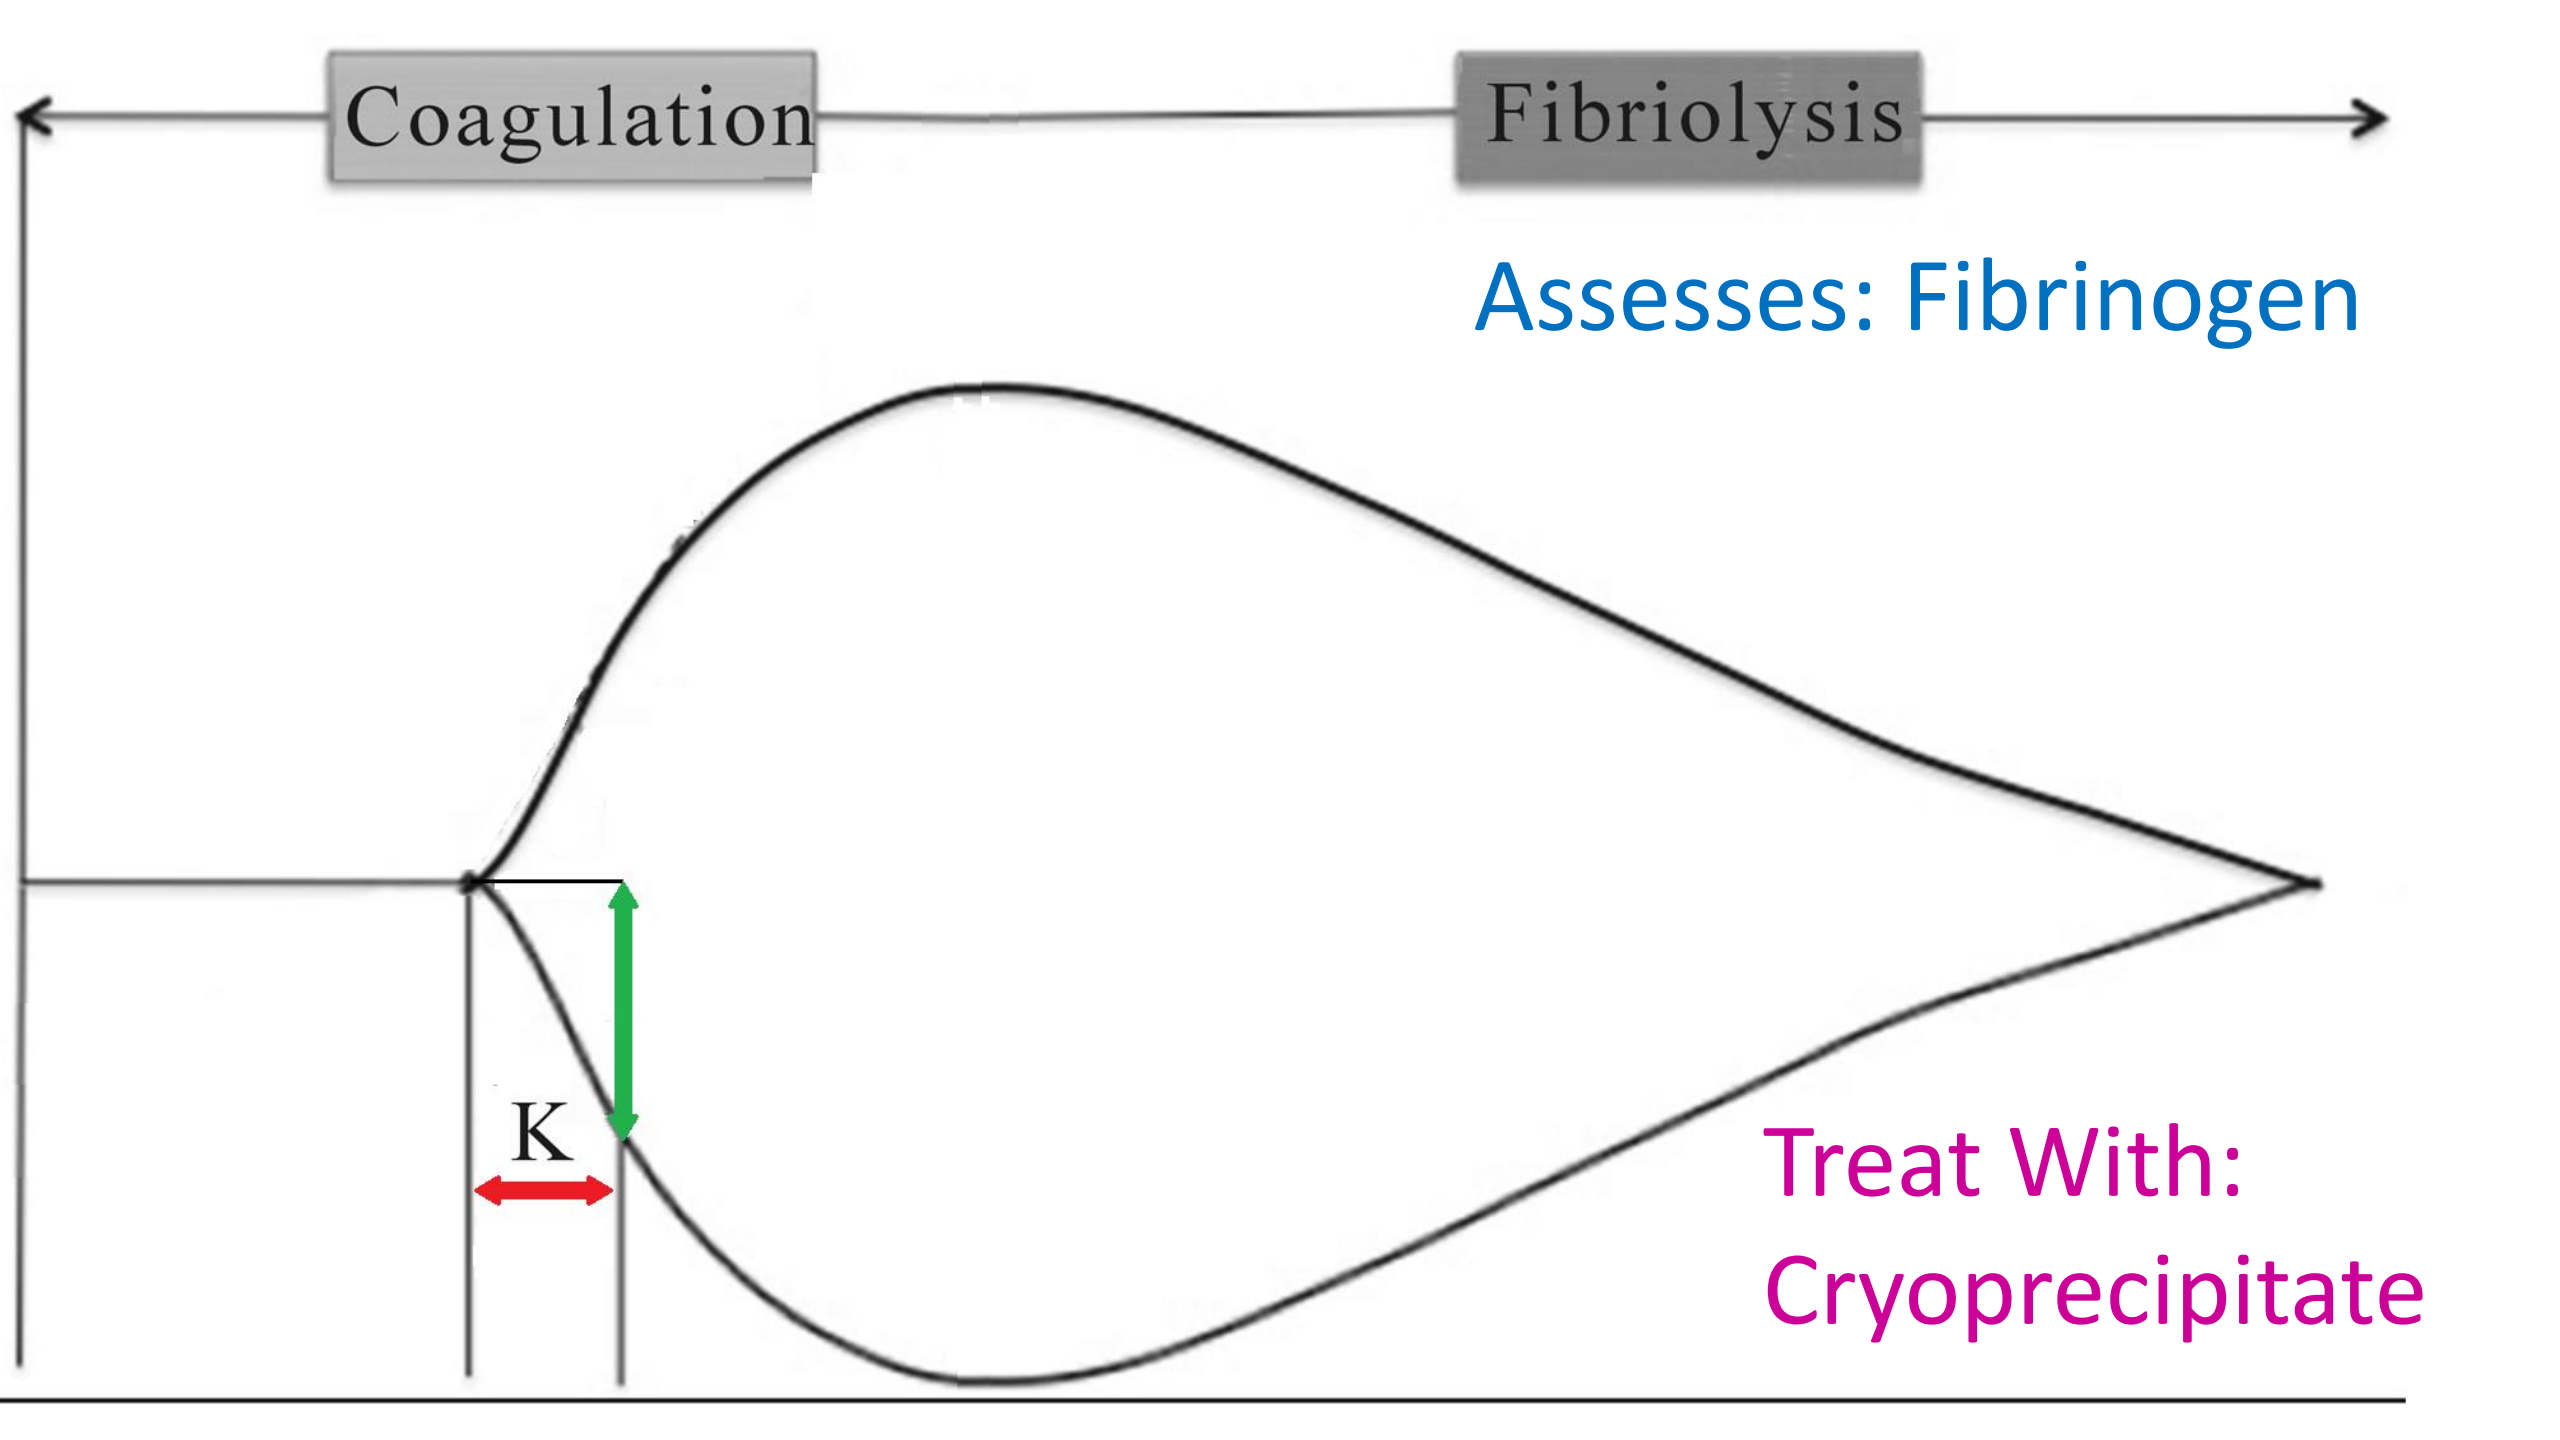 Coagulation
Fibriolysis
Assesses: Fibrinogen
K
Treat With:
Cryoprecipitate